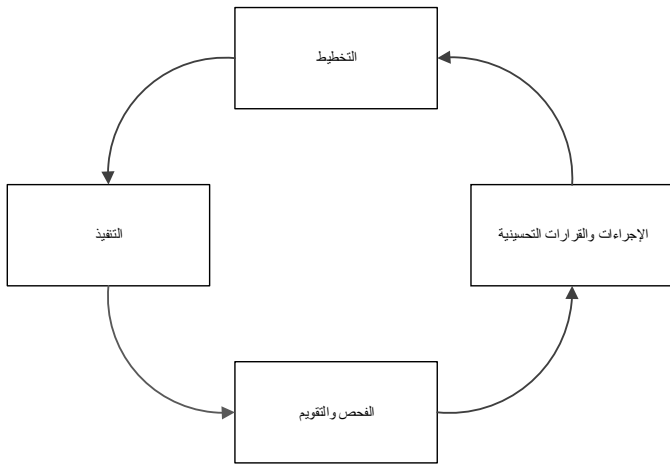 التخطيط
التنفيذ
الإجراءات والقرارات التحسينية
الفحص والتقويم